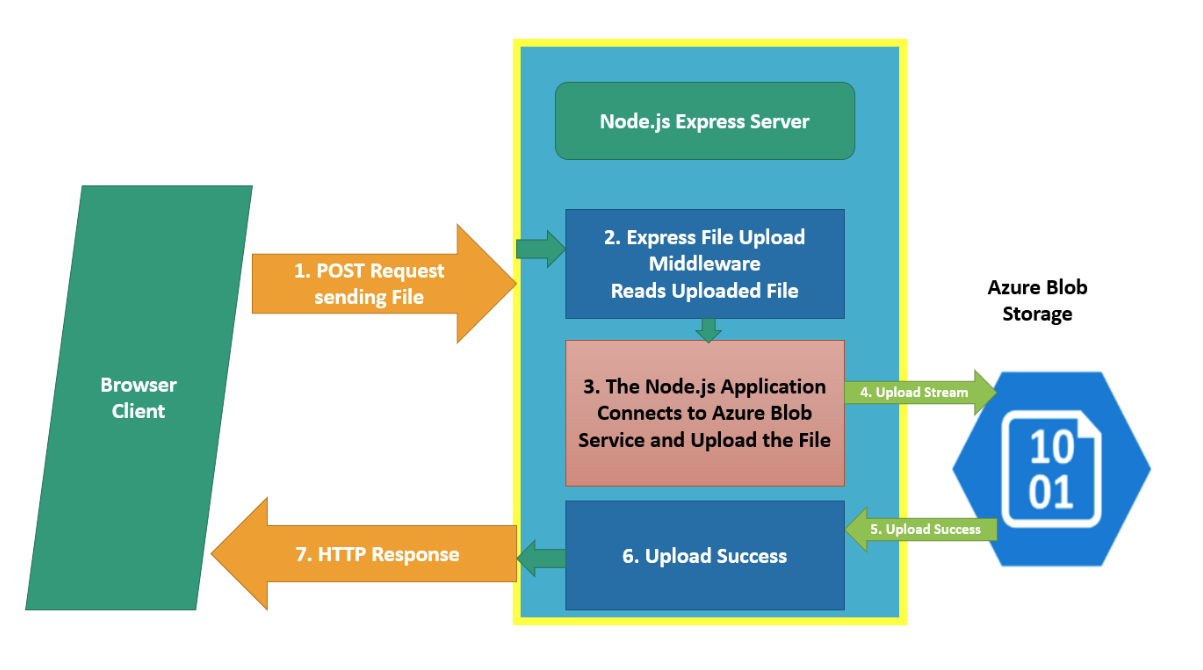 Node.js Express Server
1. POST Request
sending File
2. Express File Upload
Middleware
Reads Uploaded File
Azure Blob
Storage
Browser
Client
3. The Node.js Application
Connects to Azure Blob
Service and Upload the File
4. Upload Stream
10
01
5. Upload Success
6. Upload Success
7. HTTP Response